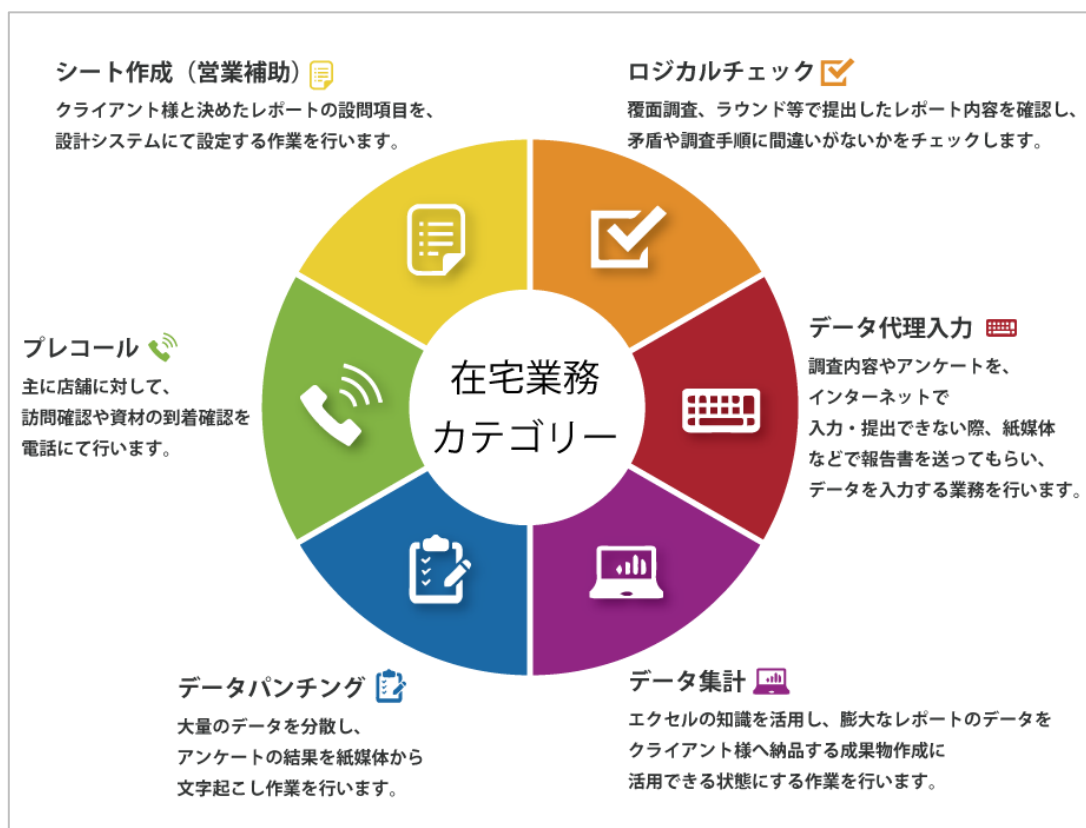 シート作成（営業補助）
クライアント様と決めたレポートの設問項目を、
設計システムにて設定する作業を行います。
ロジカルチェック
覆面調査、ラウンド等で提出したレポート内容を確認し、
矛盾や調査手順に間違いがないかをチェックします。
データ代理入力
調査内容やアンケートを、
インターネットで
入力・提出できない際、紙媒体
などで報告書を送ってもらい、
データを入力する業務を行います。
プレコール
主に店舗に対して、
訪問確認や資材の到着確認を
電話にて行います。
在宅業務
カテゴリー
データパンチング
大量のデータを分散し、
アンケートの結果を紙媒体から
文字起こし作業を行います。
データ集計
エクセルの知識を活用し、膨大なレポートのデータを
クライアント様へ納品する成果物作成に
活用できる状態にする作業を行います。